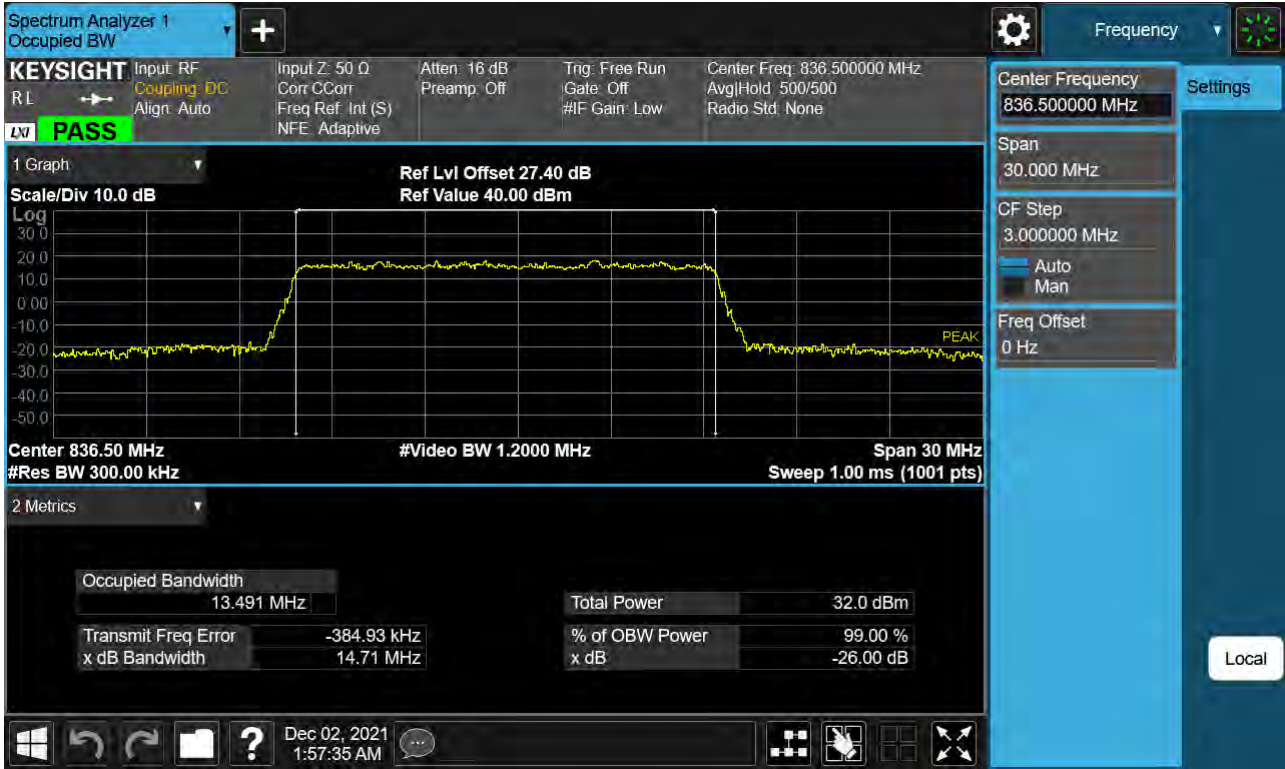 Spectrum Analyzer 1
Occupied BW
Frequency
KEYSIGHT
R L
LXI PASS
Input: RF
Coupling: DC
Align: Auto
Input Z: 50 Ω
Corr CCorr
Freq Ref: Int (S)
NFE: Adaptive
Atten: 16 dB
Preamp: Off
Trig: Free Run
Gate: Off
#IF Gain: Low
Center Freq: 836.500000 MHz
Avg|Hold: 500/500
Radio Std: None
1 Graph
Scale/Div 10.0 dB
Ref Lvl Offset 27.40 dB
Ref Value 40.00 dBm
Log
30.0
20.0
10.0
0.00
-10.0
-20.0
-30.0
-40.0
-50.0
PEAK
Center 836.50 MHz
#Video BW 1.2000 MHz
Span 30 MHz
#Res BW 300.00 kHz
Sweep 1.00 ms (1001 pts)
2 Metrics
Occupied Bandwidth
13.491 MHz
Total Power 32.0 dBm
Transmit Freq Error -384.93 kHz
% of OBW Power 99.00 %
x dB Bandwidth 14.71 MHz
x dB -26.00 dB
Center Frequency
836.500000 MHz
Settings
Span
30.000 MHz
CF Step
3.000000 MHz
Auto
Man
Freq Offset
0 Hz
Local
?
Dec 02, 2021
1:57:35 AM